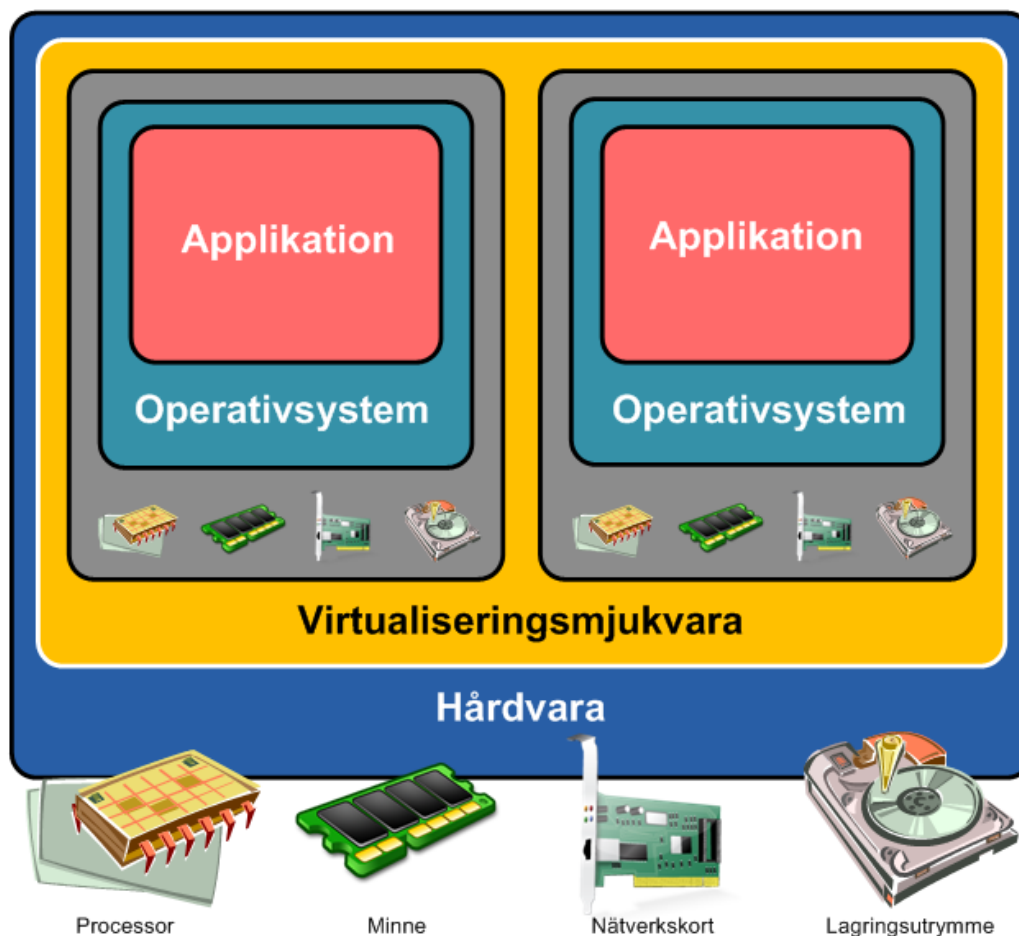 Applikation
Applikation
Operativsystem
Operativsystem
Virtualiseringsmjukvara
Hårdvara
Processor
Minne
Nätverkskort
Lagringsutrymme